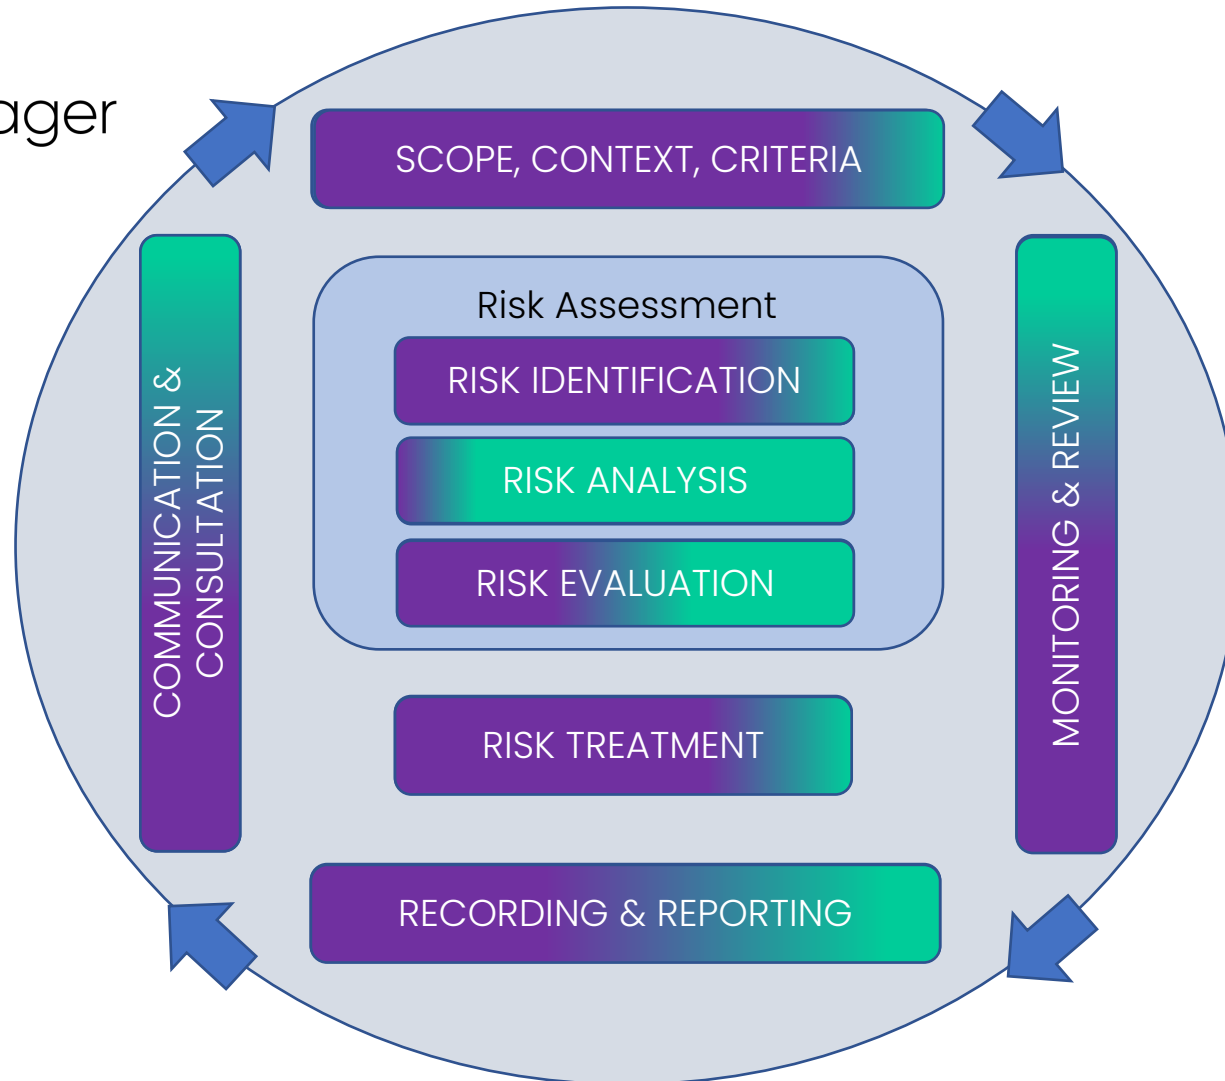 ager
SCOPE, CONTEXT, CRITERIA
Risk Assessment
RISK IDENTIFICATION
RISK ANALYSIS
RISK EVALUATION
COMMUNICATION &
CONSULTATION
MONITORING & REVIEW
RISK TREATMENT
RECORDING & REPORTING